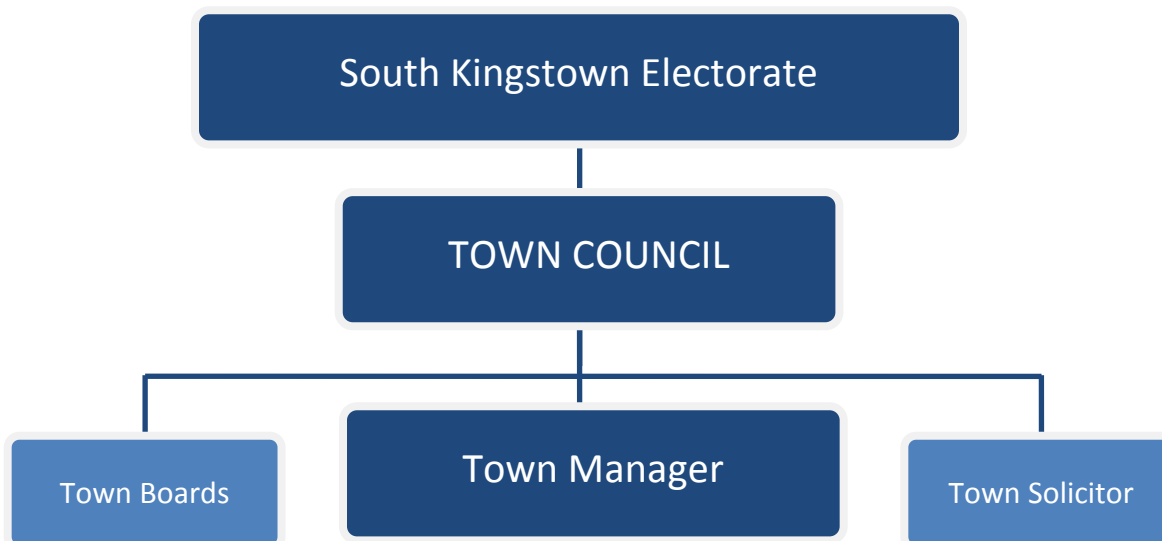 South Kingstown Electorate
TOWN COUNCIL
Town Boards
Town Manager
Town Solicitor